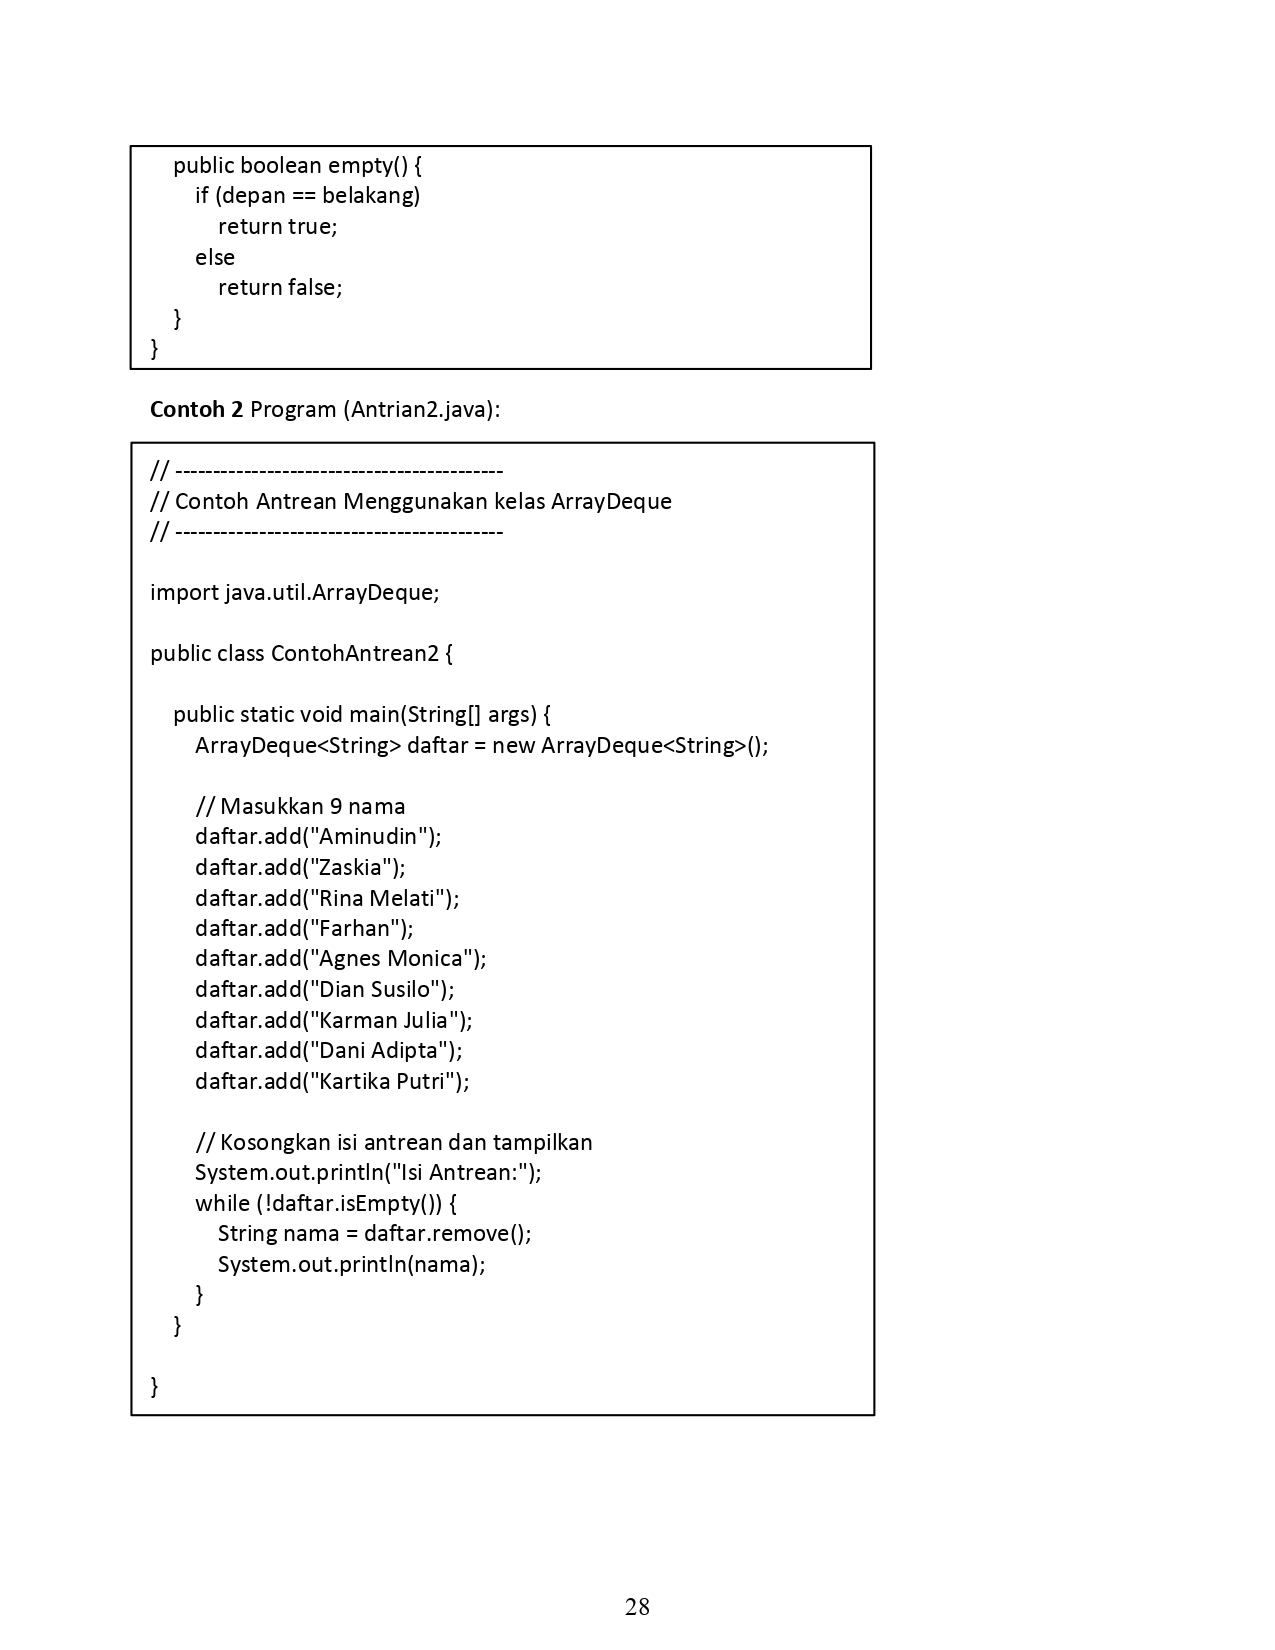 public boolean empty() {
if (depan == belakang)
return true;
else
return false;
}
}
Contoh 2 Program (Antrian2.java):
// -------------------------------------------
// Contoh Antrean Menggunakan kelas ArrayDeque
// -------------------------------------------
import java.util.ArrayDeque;
public class ContohAntrean2 {
public static void main(String[] args) {
ArrayDeque<String> daftar = new ArrayDeque<String>();
// Masukkan 9 nama
daftar.add("Aminudin");
daftar.add("Zaskia");
daftar.add("Rina Melati");
daftar.add("Farhan");
daftar.add("Agnes Monica");
daftar.add("Dian Susilo");
daftar.add("Karman Julia");
daftar.add("Dani Adipta");
daftar.add("Kartika Putri");
// Kosongkan isi antrean dan tampilkan
System.out.println("Isi Antrean:");
while (!daftar.isEmpty()) {
String nama = daftar.remove();
System.out.println(nama);
}
}
}
28